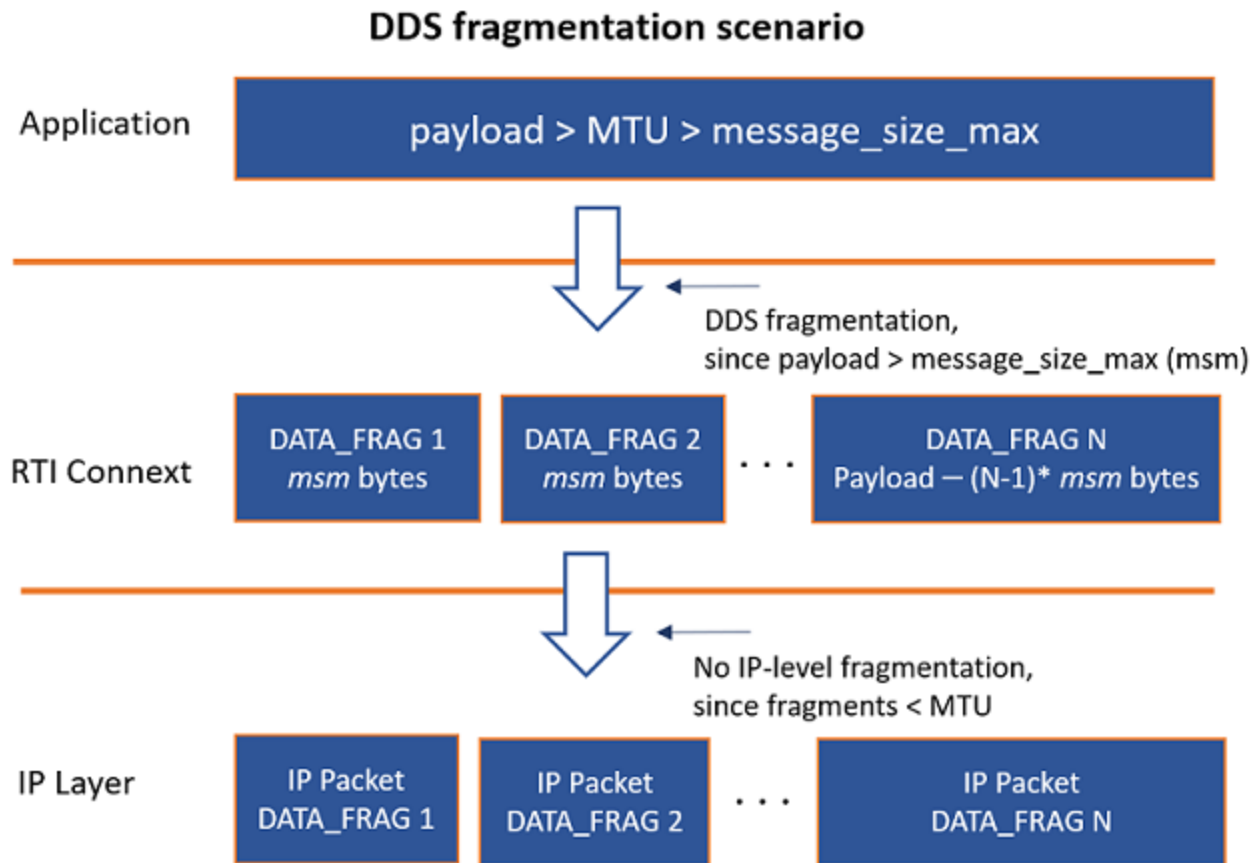 DDS fragmentation scenario
Application
payload > MTU > message_size_max
DDS fragmentation,
since payload > message_size_max (msm)
RTI Connext
DATA_FRAG 1
msm bytes
DATA_FRAG 2
msm bytes
. . .
DATA_FRAG N
Payload – (N-1)* msm bytes
No IP-level fragmentation,
since fragments < MTU
IP Layer
IP Packet
DATA_FRAG 1
IP Packet
DATA_FRAG 2
. . .
IP Packet
DATA_FRAG N